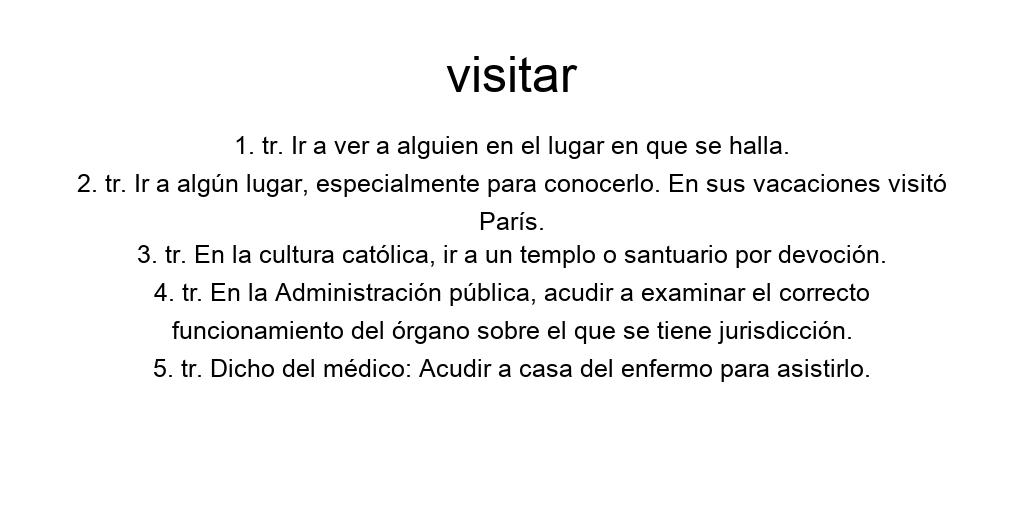 visitar
1. tr. Ir a ver a alguien en el lugar en que se halla.
2. tr. Ir a algún lugar, especialmente para conocerlo. En sus vacaciones visitó
París.
3. tr. En la cultura católica, ir a un templo o santuario por devoción.
4. tr. En la Administración pública, acudir a examinar el correcto
funcionamiento del órgano sobre el que se tiene jurisdicción.
5. tr. Dicho del médico: Acudir a casa del enfermo para asistirlo.